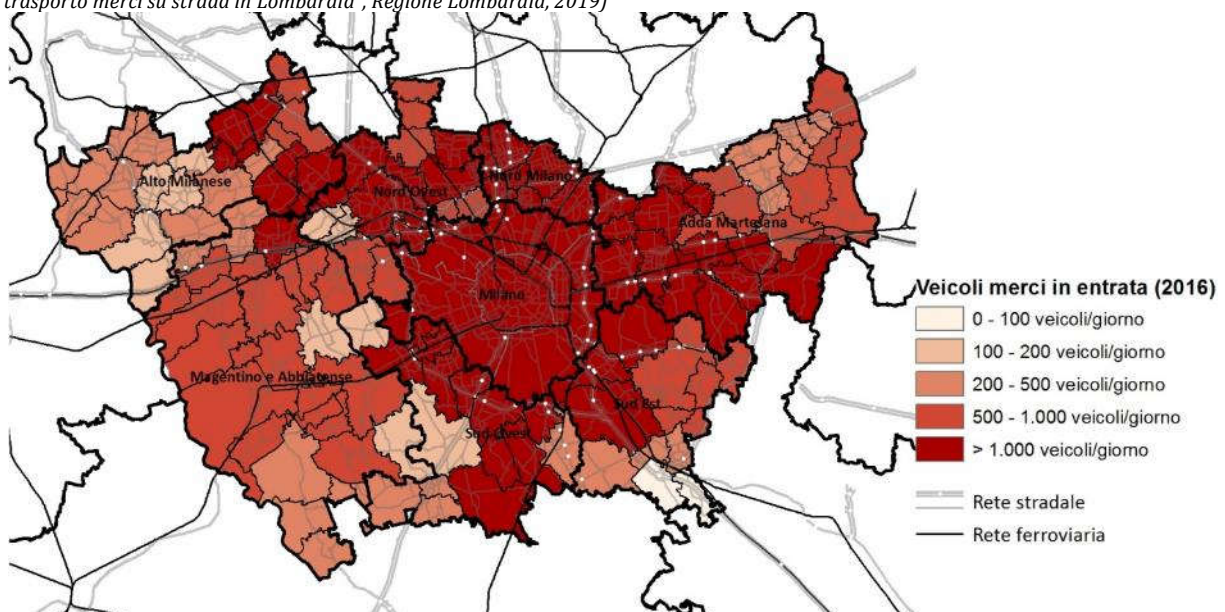 trasporto merci su strada in Lombardia", Regione Lombardia, 2019)
Alto Milanese
Nord Ovest
Nord Milano
Adda Martesana
Milano
Magentino e Abbiatense
Sud Ovest
Sud Est
Veicoli merci in entrata (2016)
0 - 100 veicoli/giorno
100 - 200 veicoli/giorno
200 - 500 veicoli/giorno
500 - 1.000 veicoli/giorno
> 1.000 veicoli/giorno
Rete stradale
Rete ferroviaria